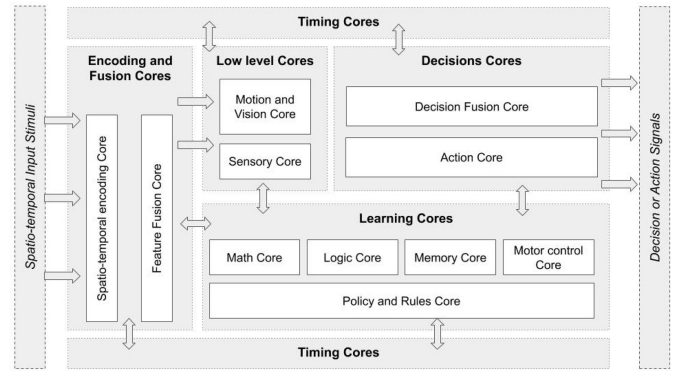 Timing Cores
Spatio-temporal Input Stimuli
Encoding and
Fusion Cores
Spatio-temporal encoding Core
Feature Fusion Core
Low level Cores
Motion and
Vision Core
Sensory Core
Decisions Cores
Decision Fusion Core
Action Core
Learning Cores
Math Core
Logic Core
Memory Core
Motor control
Core
Policy and Rules Core
Decision or Action Signals
Timing Cores